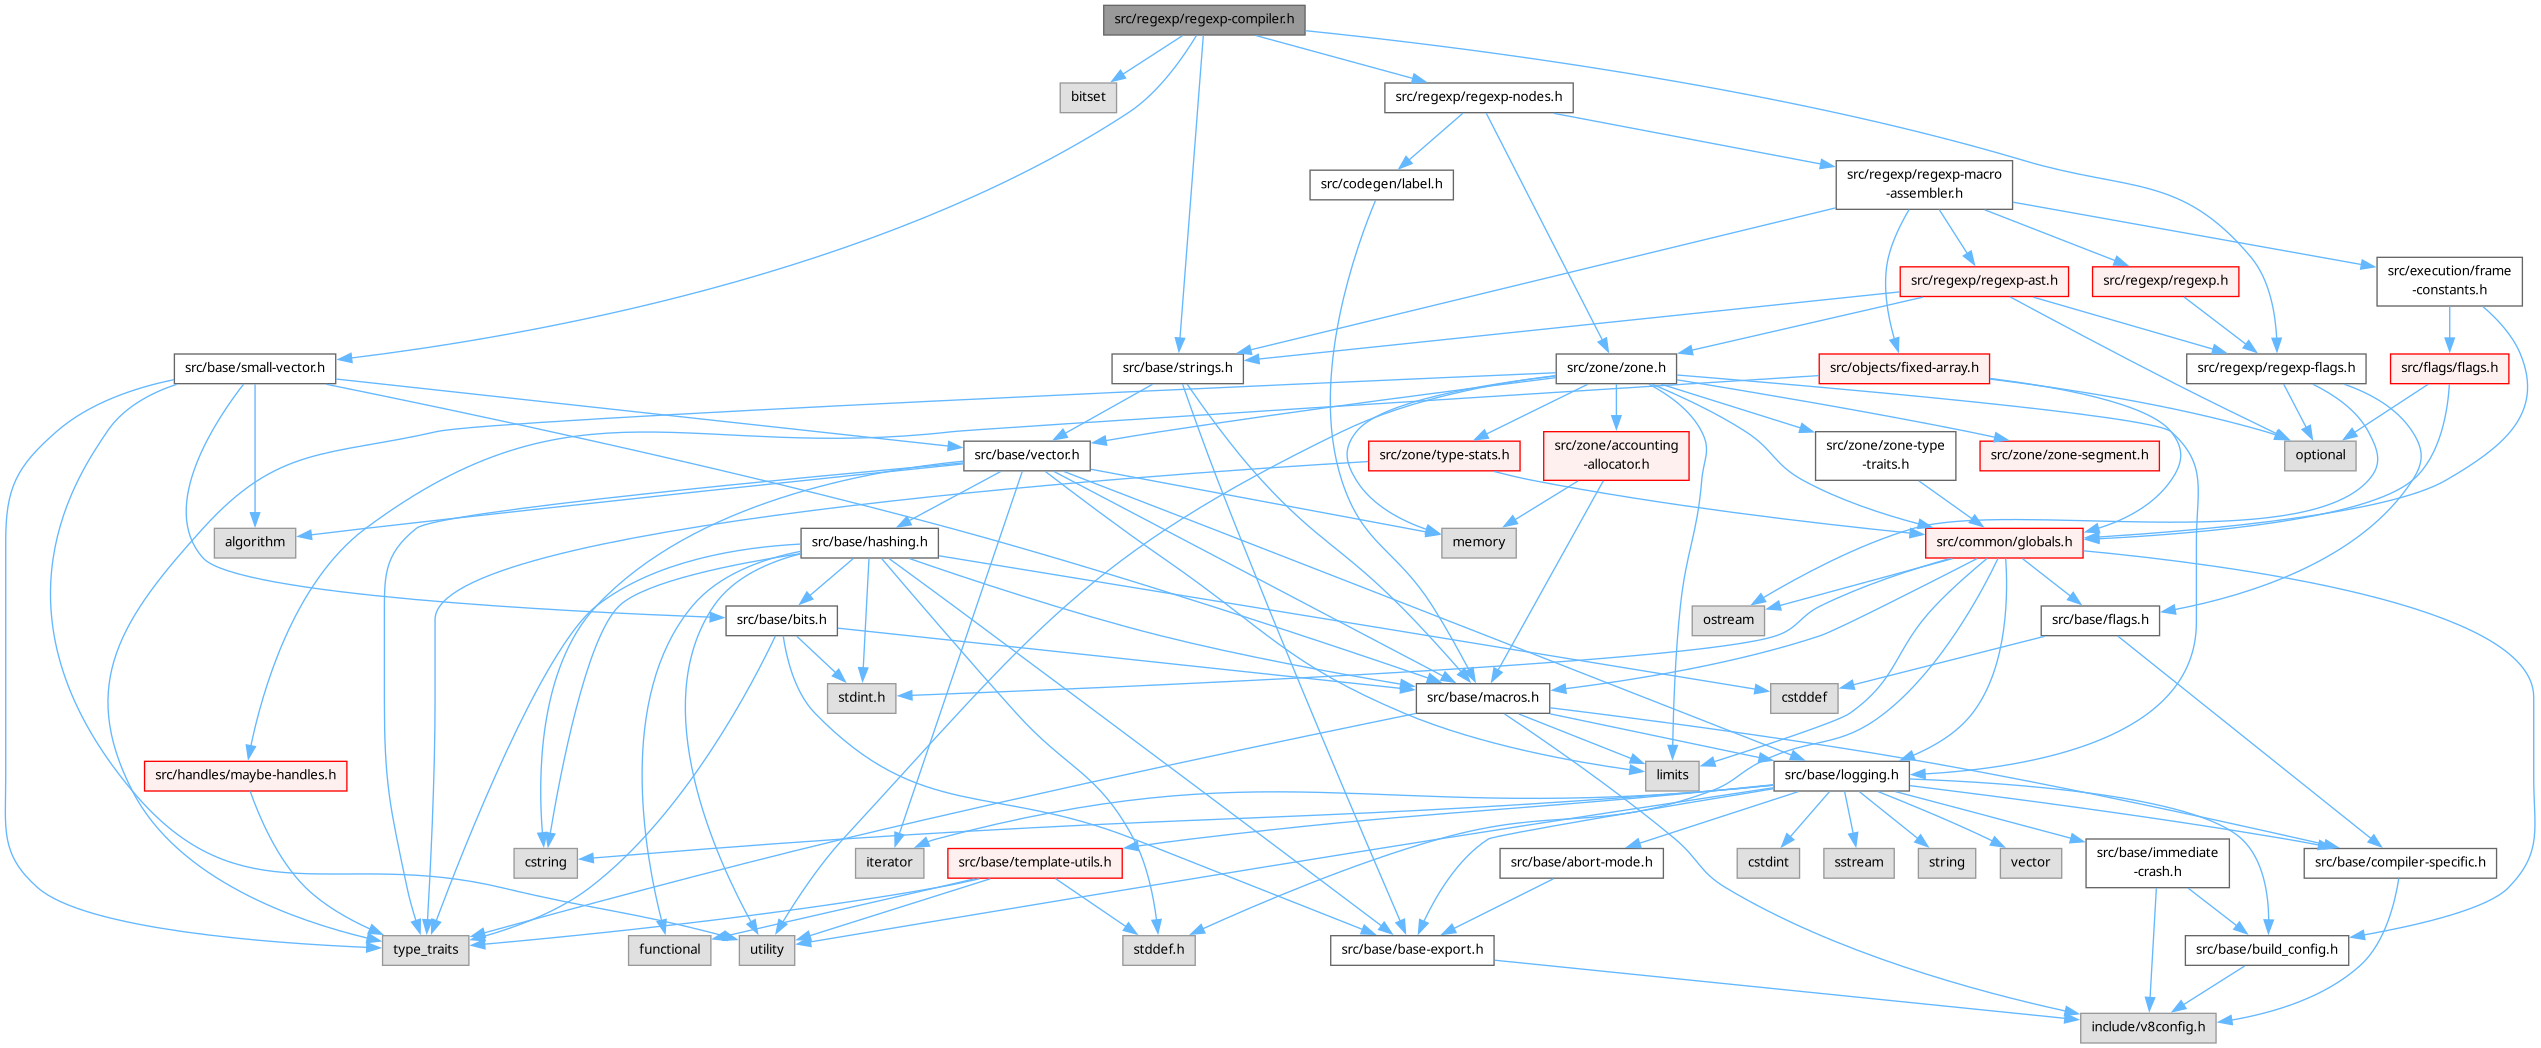 src/regexp/regexp-compiler.h
bitset
src/regexp/regexp-nodes.h
src/codegen/label.h
src/regexp/regexp-macro
-assembler.h
src/regexp/regexp-ast.h
src/regexp/regexp.h
src/execution/frame
-constants.h
src/base/small-vector.h
src/base/strings.h
src/zone/zone.h
src/objects/fixed-array.h
src/regexp/regexp-flags.h
src/flags/flags.h
src/base/vector.h
src/zone/type-stats.h
src/zone/accounting
-allocator.h
src/zone/zone-type
-traits.h
src/zone/zone-segment.h
optional
algorithm
src/base/hashing.h
memory
src/common/globals.h
src/base/bits.h
ostream
src/base/flags.h
stdint.h
src/base/macros.h
cstddef
src/handles/maybe-handles.h
limits
src/base/logging.h
cstring
iterator
src/base/template-utils.h
src/base/abort-mode.h
cstdint
sstream
string
vector
src/base/immediate
-crash.h
src/base/compiler-specific.h
type_traits
functional
utility
stddef.h
src/base/base-export.h
src/base/build_config.h
include/v8config.h